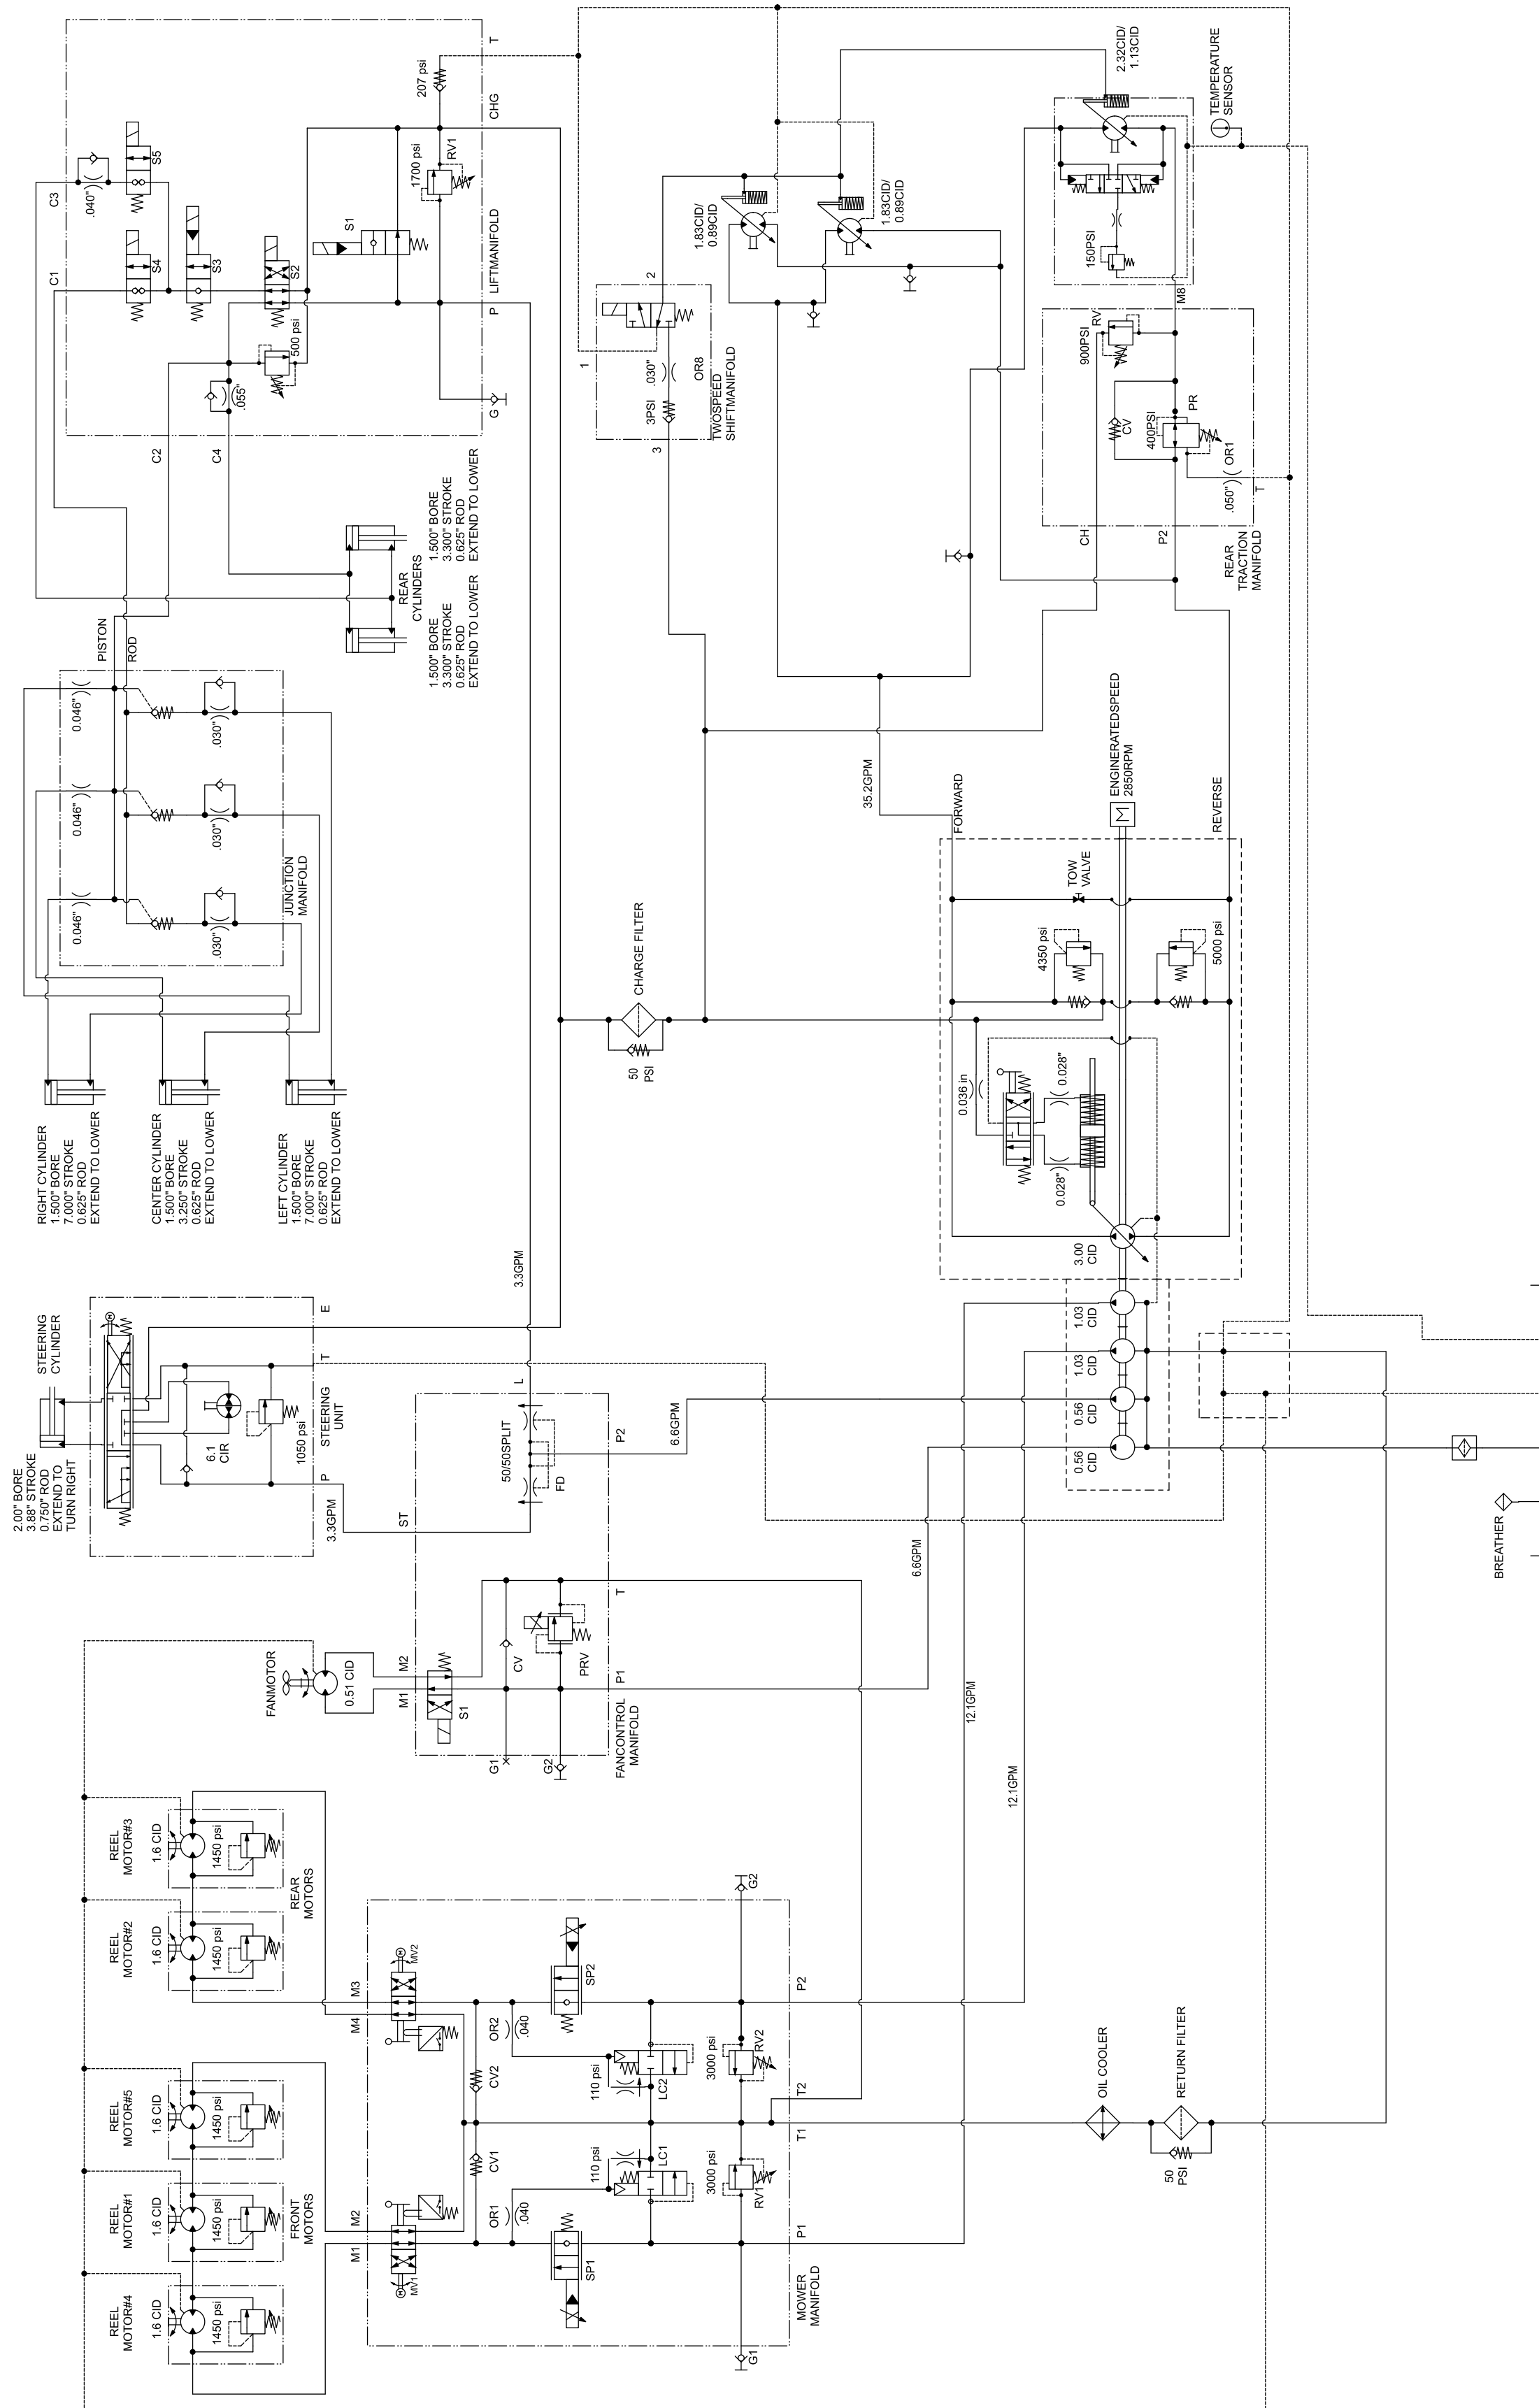 RIGHT CYLINDER
1.500" BORE
7.000" STROKE
0.625" ROD
EXTEND TO LOWER
CENTER CYLINDER
1.500" BORE
3.250" STROKE
0.625" ROD
EXTEND TO LOWER
LEFT CYLINDER
1.500" BORE
7.000" STROKE
0.625" ROD
EXTEND TO LOWER
0.046"
0.046"
0.046"
.030"
.030"
.030"
JUNCTION
MANIFOLD
PISTON
ROD
REAR
CYLINDERS
1.500" BORE
3.300" STROKE
0.625" ROD
EXTEND TO LOWER
1.500" BORE
3.300" STROKE
0.625" ROD
EXTEND TO LOWER
C1
C3
C2
C4
.040"
S5
S4
S3
S2
S1
500 psi
.055"
1700 psi
RV1
207 psi
G
P
LIFTMANIFOLD
CHG
T
1
2
3
3PSI
.030"
OR8
TWOSPEED
SHIFTMANIFOLD
1.83CID/
0.89CID
1.83CID/
0.89CID
2.32CID/
1.13CID
TEMPERATURE
SENSOR
150PSI
M8
900PSI
RV
CV
400PSI
PR
.050"
OR1
T
CH
P2
REAR
TRACTION
MANIFOLD
2.00" BORE
3.88" STROKE
0.750" ROD
EXTEND TO
TURN RIGHT
STEERING
CYLINDER
6.1
CIR
1050 psi
STEERING
UNIT
P
T
E
3.3GPM
3.3GPM
ST
L
50/50SPLIT
FD
P2
6.6GPM
CHARGE FILTER
50
PSI
35.2GPM
FORWARD
REVERSE
TOW
VALVE
4350 psi
5000 psi
0.036 in
0.028"
0.028"
ENGINERATEDSPEED
2850RPM
M
3.00
CID
1.03
CID
1.03
CID
0.56
CID
0.56
CID
BREATHER
FANMOTOR
0.51 CID
M1
M2
S1
CV
PRV
G1
G2
P1
T
FANCONTROL
MANIFOLD
6.6GPM
12.1GPM
12.1GPM
REEL
MOTOR#4
1.6 CID
1450 psi
REEL
MOTOR#1
1.6 CID
1450 psi
REEL
MOTOR#5
1.6 CID
1450 psi
FRONT
MOTORS
REEL
MOTOR#2
1.6 CID
1450 psi
REEL
MOTOR#3
1.6 CID
1450 psi
REAR
MOTORS
M1
M2
M4
M3
MV1
MV2
CV1
CV2
OR1
.040
OR2
.040
SP1
SP2
110 psi
LC1
110 psi
LC2
3000 psi
RV1
3000 psi
RV2
G1
G2
P1
T1
T2
P2
MOWER
MANIFOLD
OIL COOLER
RETURN FILTER
50
PSI